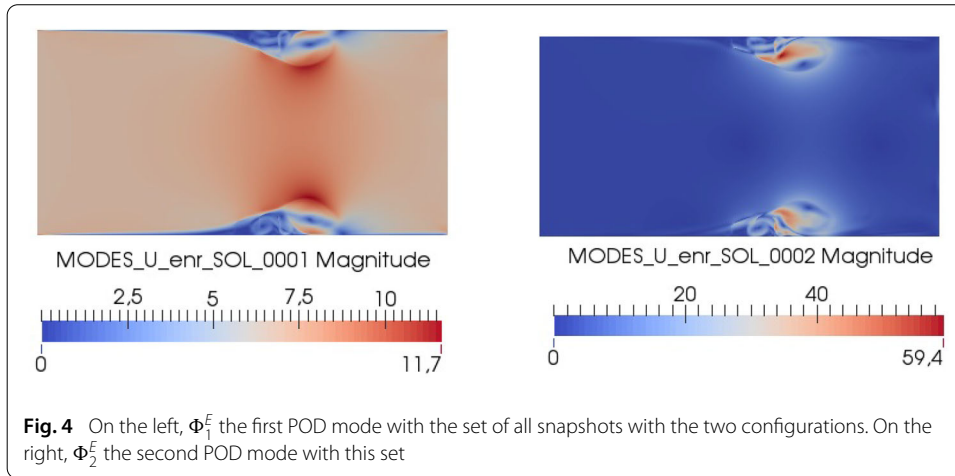 MODES_U_enr_SOL_0001 Magnitude
2,5 5 7,5 10
0 11,7
MODES_U_enr_SOL_0002 Magnitude
20 40
0 59,4
Fig. 4 On the left, Φ₁ᴱ the first POD mode with the set of all snapshots with the two configurations. On the
right, Φ₂ᴱ the second POD mode with this set